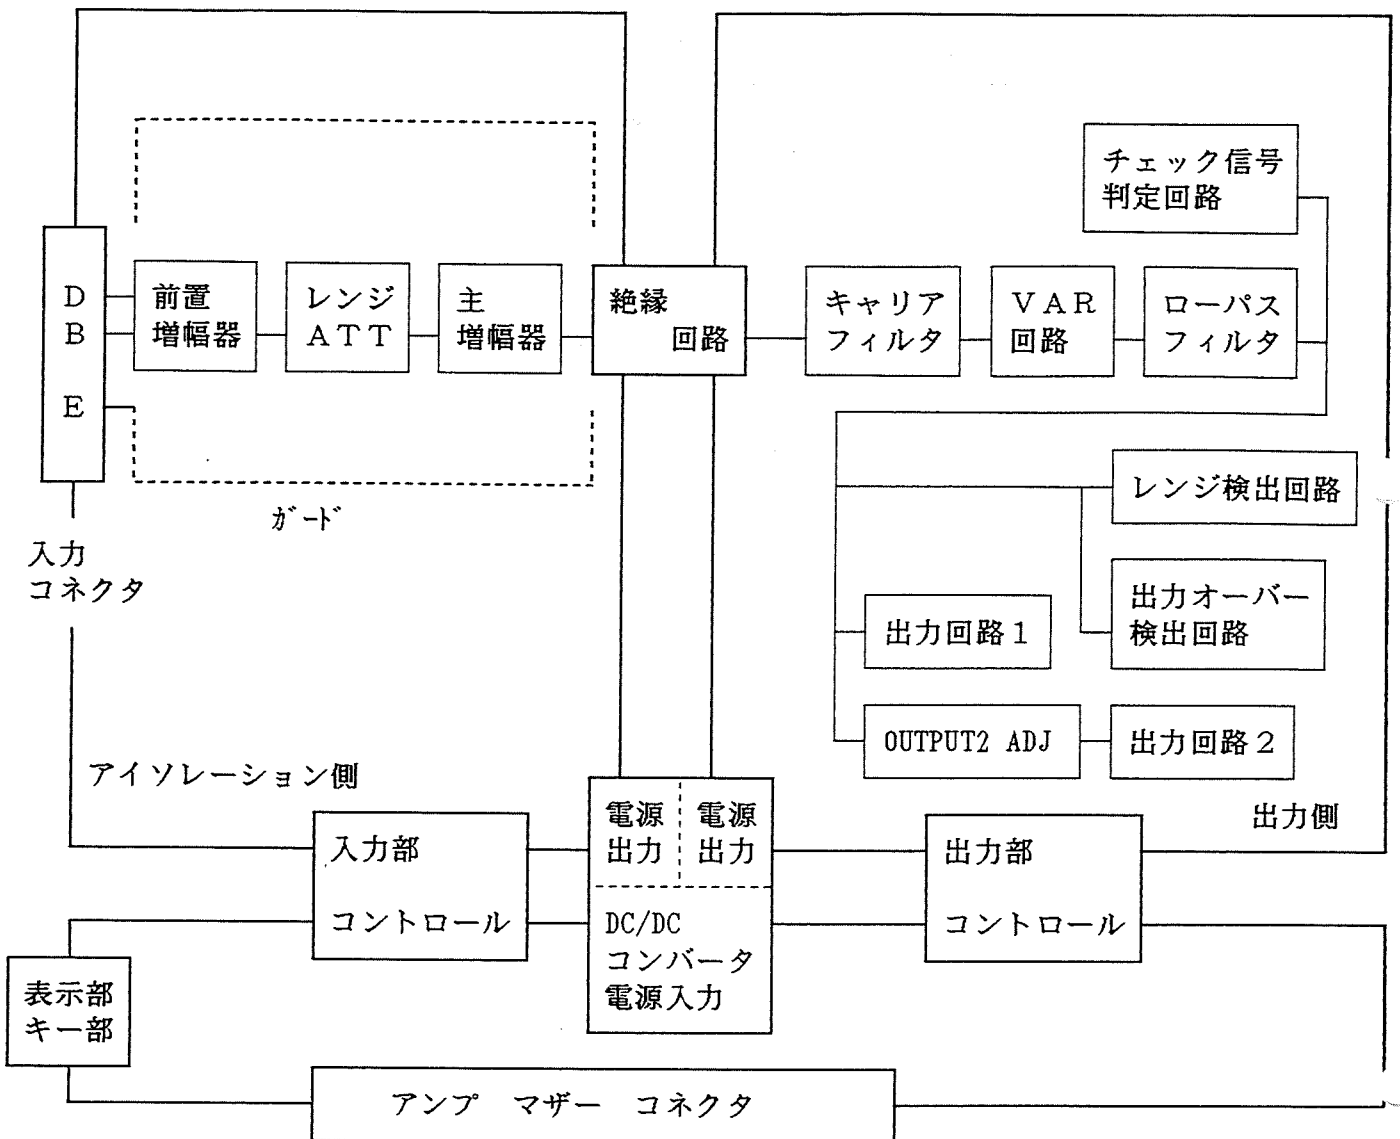 チェック信号
判定回路
D
B
E
前置
増幅器
レンジ
ATT
主
増幅器
絶縁
回路
キャリア
フィルタ
VAR
回路
ローパス
フィルタ
ガード
入力
コネクタ
レンジ検出回路
出力オーバー
検出回路
出力回路1
OUTPUT2 ADJ
出力回路2
アイソレーション側
出力側
入力部
コントロール
電源
出力
電源
出力
DC/DC
コンバータ
電源入力
出力部
コントロール
表示部
キー部
アンプ マザー コネクタ